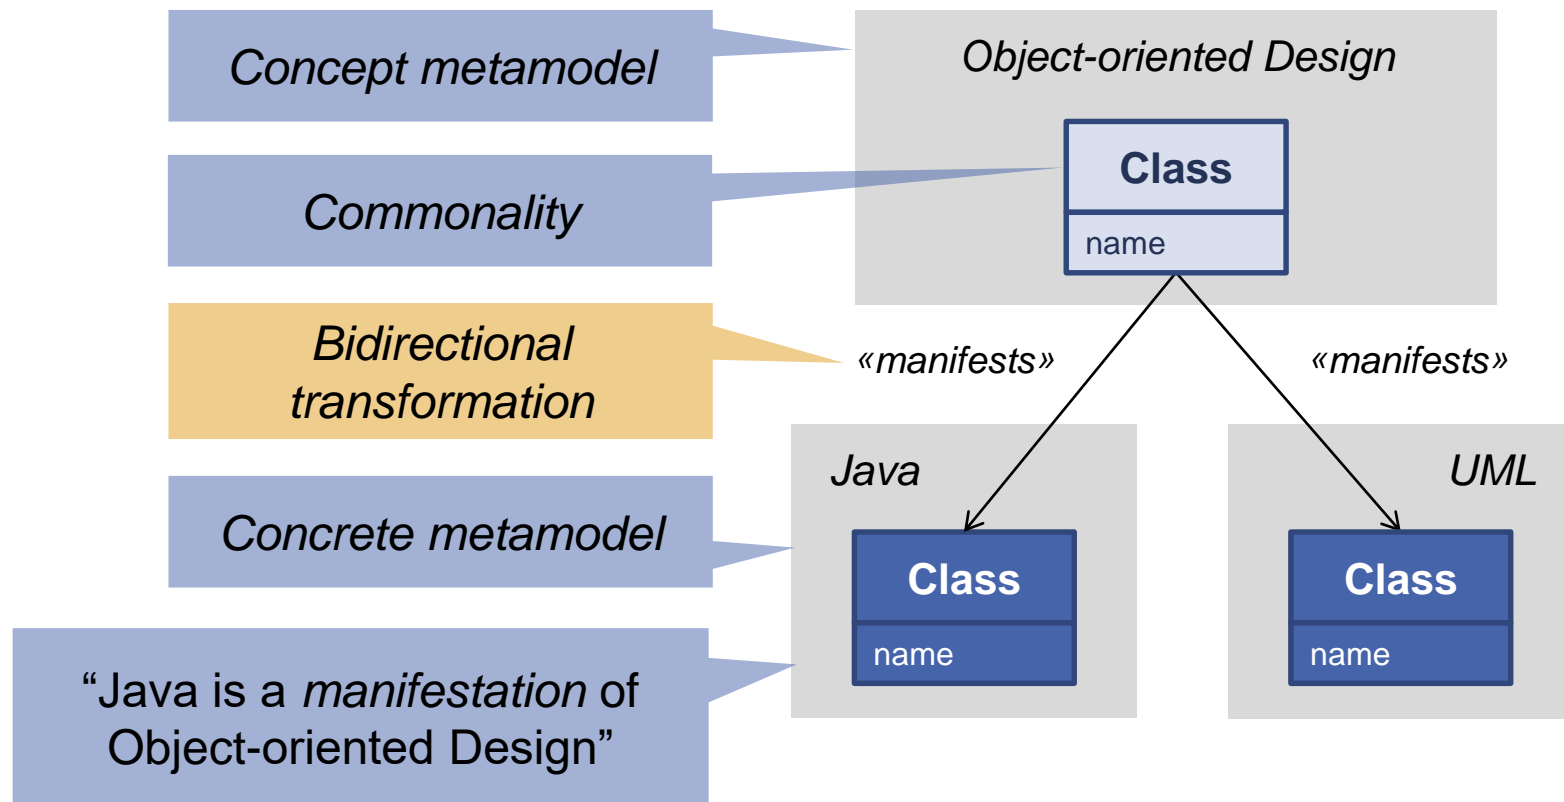 Concept metamodel
Object-oriented Design
Class
name
Commonality
Bidirectional
transformation
«manifests»
«manifests»
Concrete metamodel
Java
UML
Class
name
Class
name
“Java is a manifestation of
Object-oriented Design”